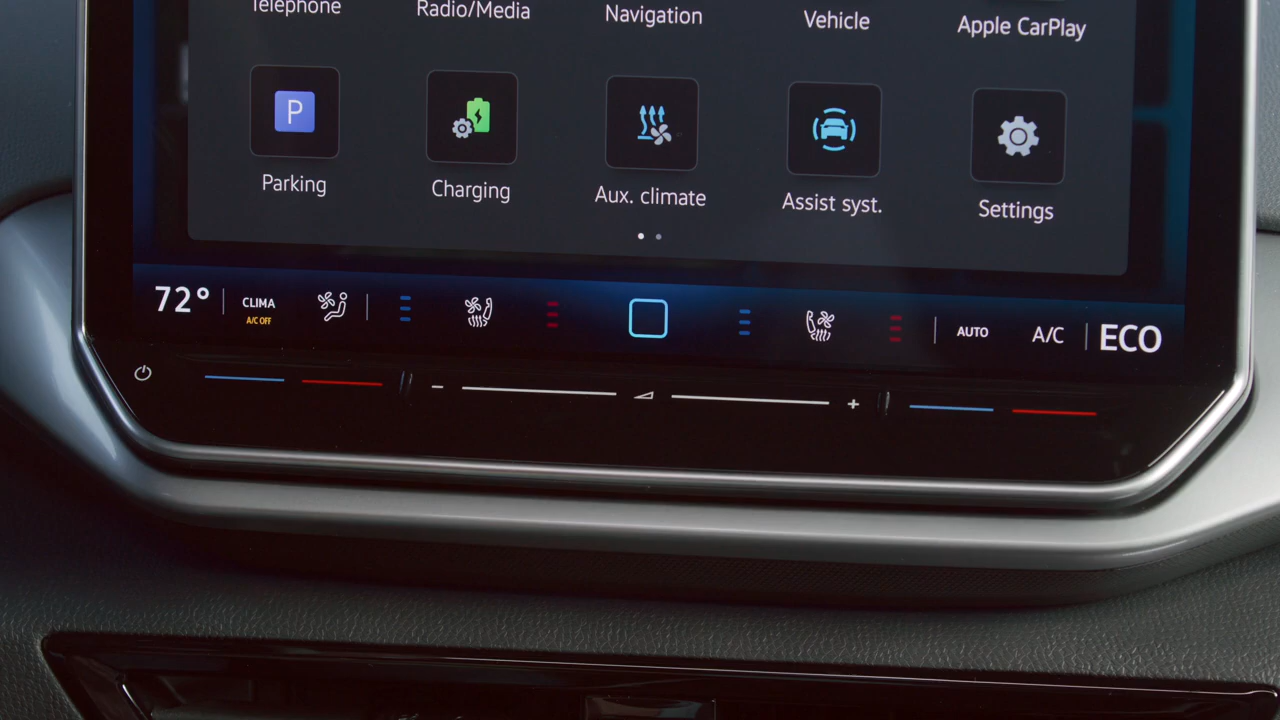 Telephone Radio/Media Navigation Vehicle Apple CarPlay
P
Parking Charging Aux. climate Assist syst. Settings
72° CLIMA AUTO A/C ECO
A/C OFF
- +